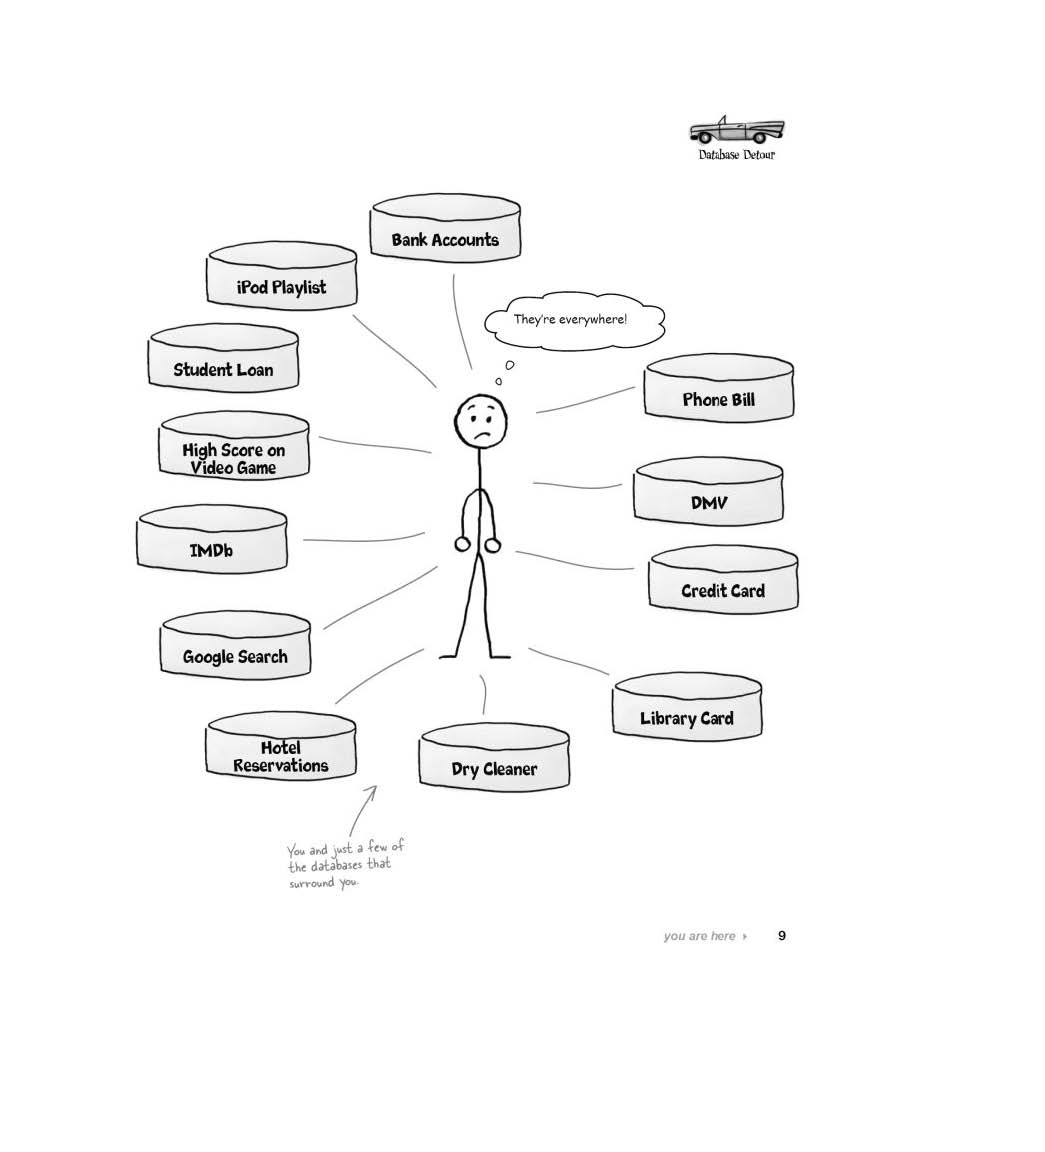 Database Detour
Bank Accounts
iPod Playlist
They're everywhere!
Student Loan
Phone Bill
High Score on
Video Game
DMV
IMDb
Credit Card
Google Search
Library Card
Hotel
Reservations
Dry Cleaner
You and just a few of
the databases that
surround you.
you are here 9